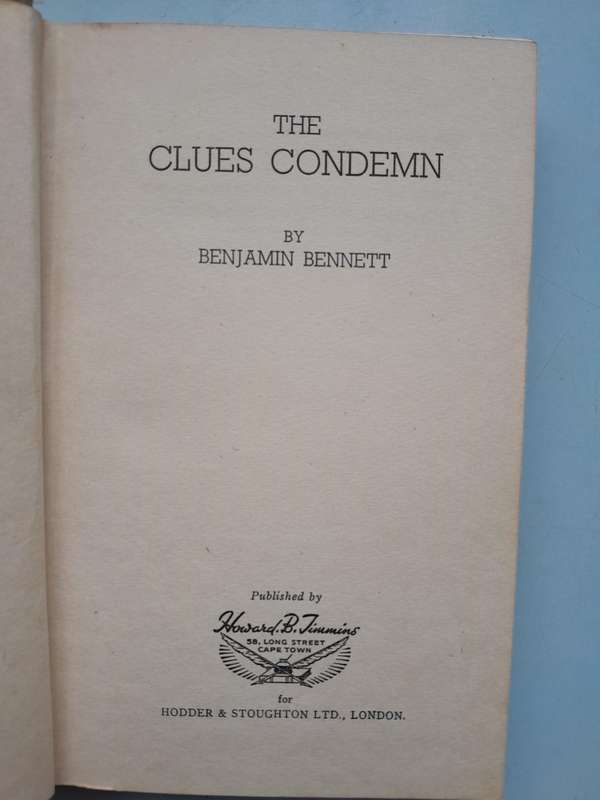 THE
CLUES CONDEMN
BY
BENJAMIN BENNETT
Published by
Howard. B. Timmins
58, LONG STREET
CAPE TOWN
for
HODDER & STOUGHTON LTD., LONDON.